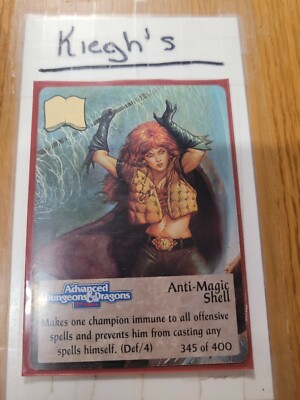 Kiegh's
Advanced
Dungeons & Dragons
Anti-Magic
Shell
Makes one champion immune to all offensive
spells and prevents him from casting any
spells himself. (Def/4) 345 of 400